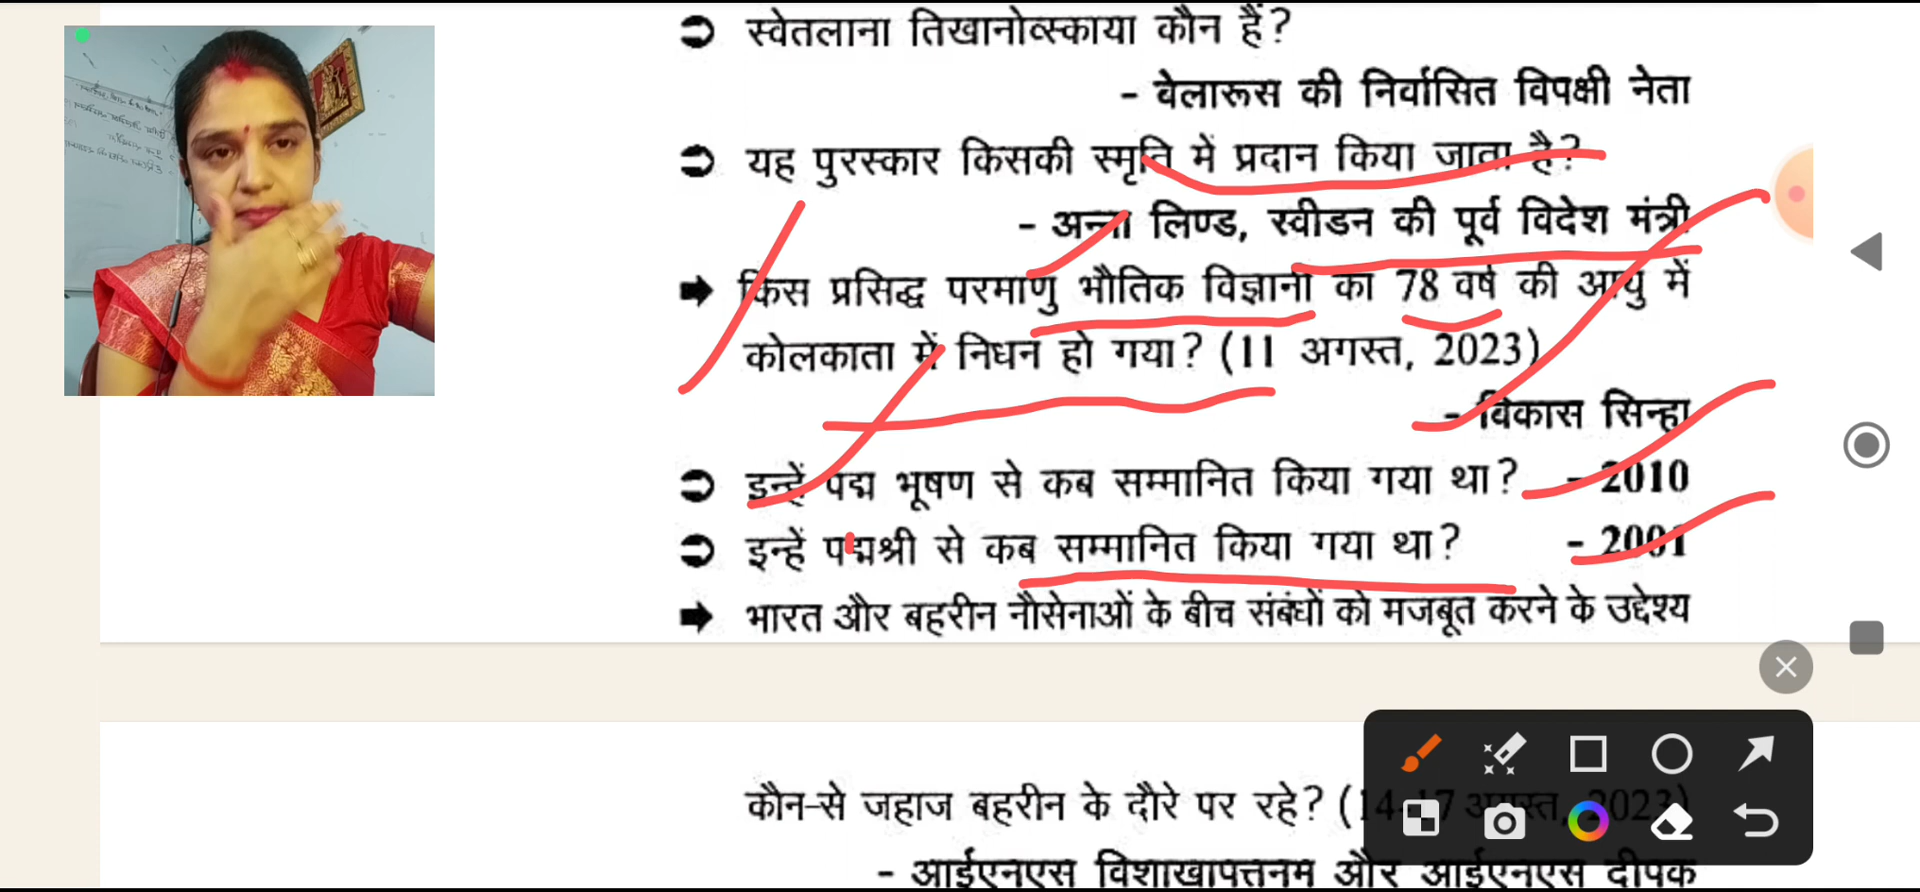 स्वेतलाना तिखानोव्स्काया कौन हैं?
- बेलारूस की निर्वासित विपक्षी नेता
यह पुरस्कार किसकी स्मृति में प्रदान किया जाता है?
- अन्ना लिण्ड, स्वीडन की पूर्व विदेश मंत्री
किस प्रसिद्ध परमाणु भौतिक विज्ञानी का 78 वर्ष की आयु में
कोलकाता में निधन हो गया? (11 अगस्त, 2023)
- विकास सिन्हा
इन्हें पद्म भूषण से कब सम्मानित किया गया था? - 2010
इन्हें पद्मश्री से कब सम्मानित किया गया था? - 2001
भारत और बहरीन नौसेनाओं के बीच संबंधों को मजबूत करने के उद्देश्य
कौन-से जहाज बहरीन के दौरे पर रहे? (14-17 अगस्त, 2023)
- आईएनएस विशाखापत्तनम और आईएनएस दीपक